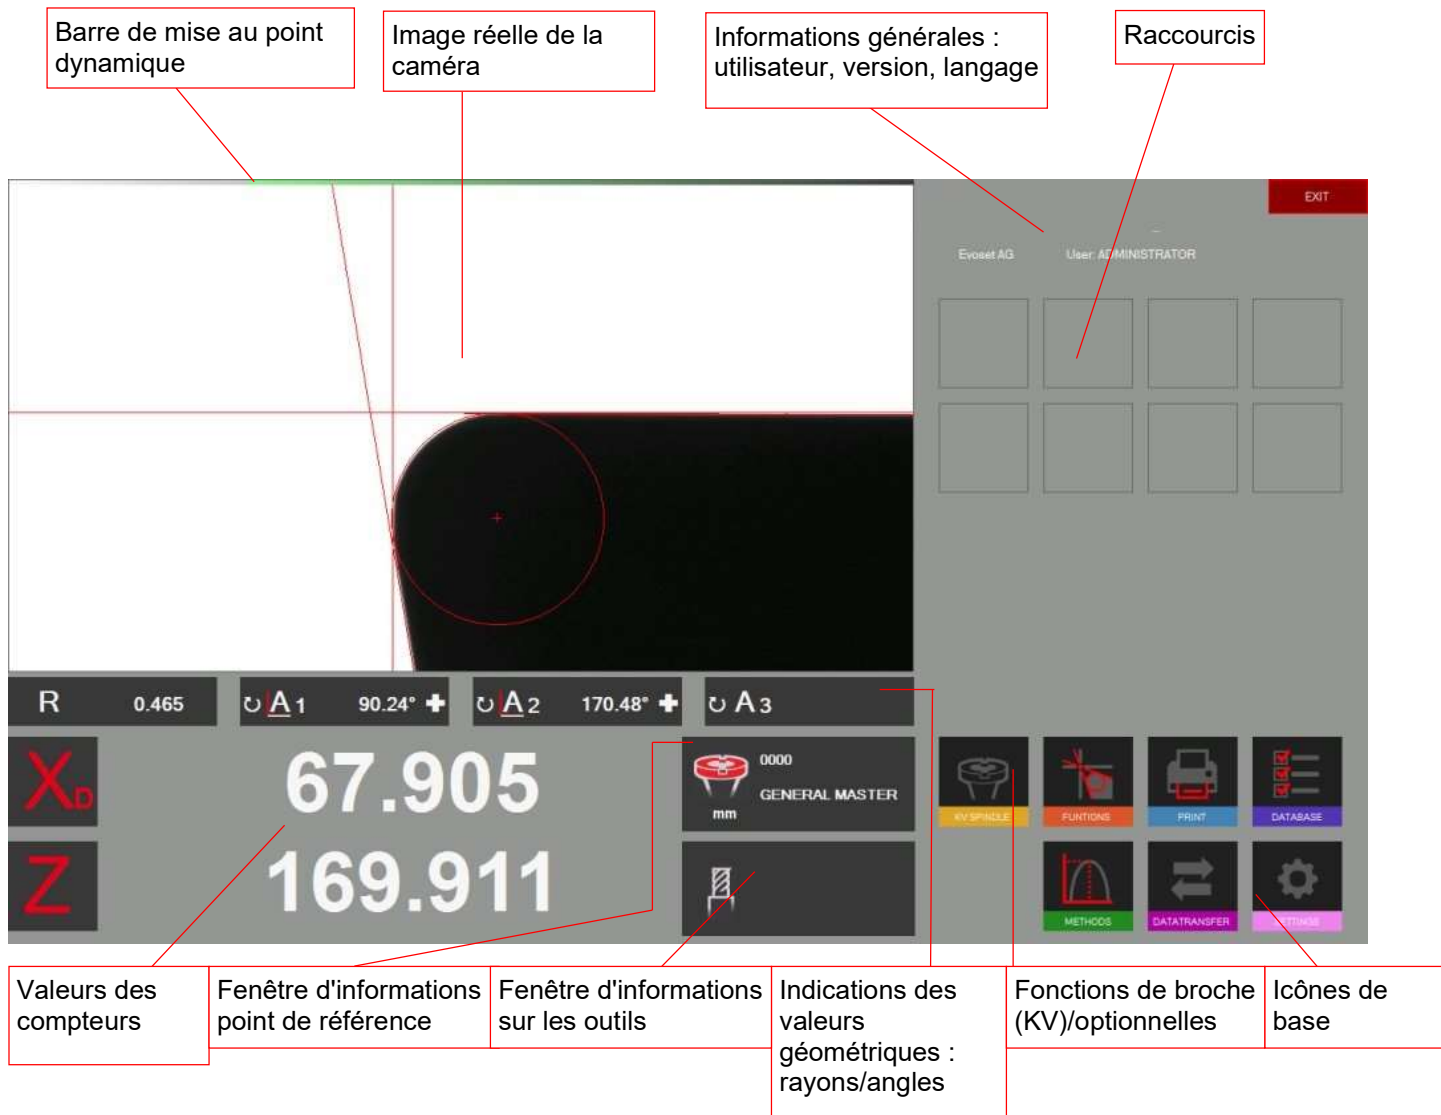 Barre de mise au point
dynamique
Image réelle de la
caméra
Informations générales :
utilisateur, version, langage
Raccourcis
EXIT
Evoset AG
User: ADMINISTRATOR
R 0.465
A 1 90.24°
A 2 170.48°
A 3
XD
67.905
0000
GENERAL MASTER
mm
Z
169.911
KV SPINDLE
FUNTIONS
PRINT
DATABASE
METHODS
DATATRANSFER
SETTINGS
Valeurs des
compteurs
Fenêtre d'informations
point de référence
Fenêtre d'informations
sur les outils
Indications des
valeurs
géométriques :
rayons/angles
Fonctions de broche
(KV)/optionnelles
Icônes de
base